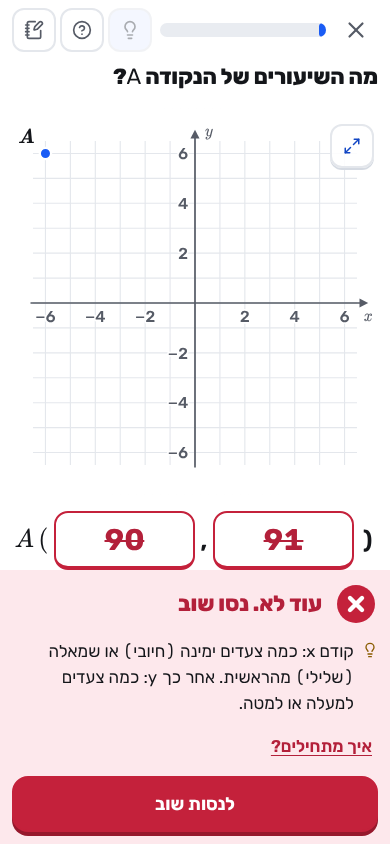 מה השיעורים של הנקודה A?
A
y
6
4
2
−6 −4 −2 2 4 6 x
−2
−4
−6
A ( 90 , 91 )
עוד לא. נסו שוב
קודם x: כמה צעדים ימינה (חיובי) או שמאלה
(שלילי) מהראשית. אחר כך y: כמה צעדים
למעלה או למטה.
איך מתחילים?
לנסות שוב